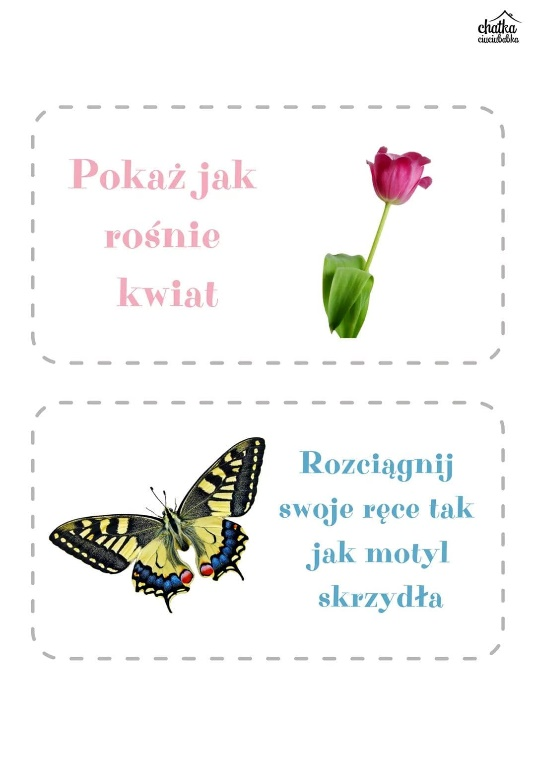 chatka
ciuciubabka
Pokaż jak
rośnie
kwiat
Rozciągnij
swoje ręce tak
jak motyl
skrzydła